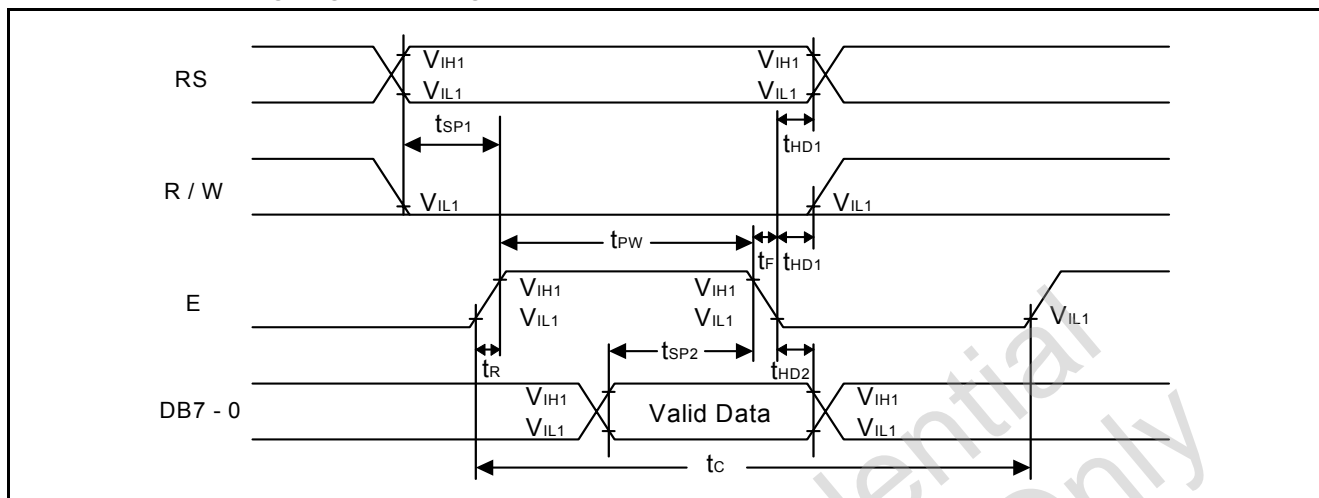 RS
VIH1
VIL1
VIH1
VIL1
tSP1
tHD1
R / W
VIL1
VIL1
tPW
tF
tHD1
E
VIH1
VIL1
VIH1
VIL1
VIL1
tR
tSP2
tHD2
DB7 - 0
VIH1
VIL1
Valid Data
VIH1
VIL1
tC